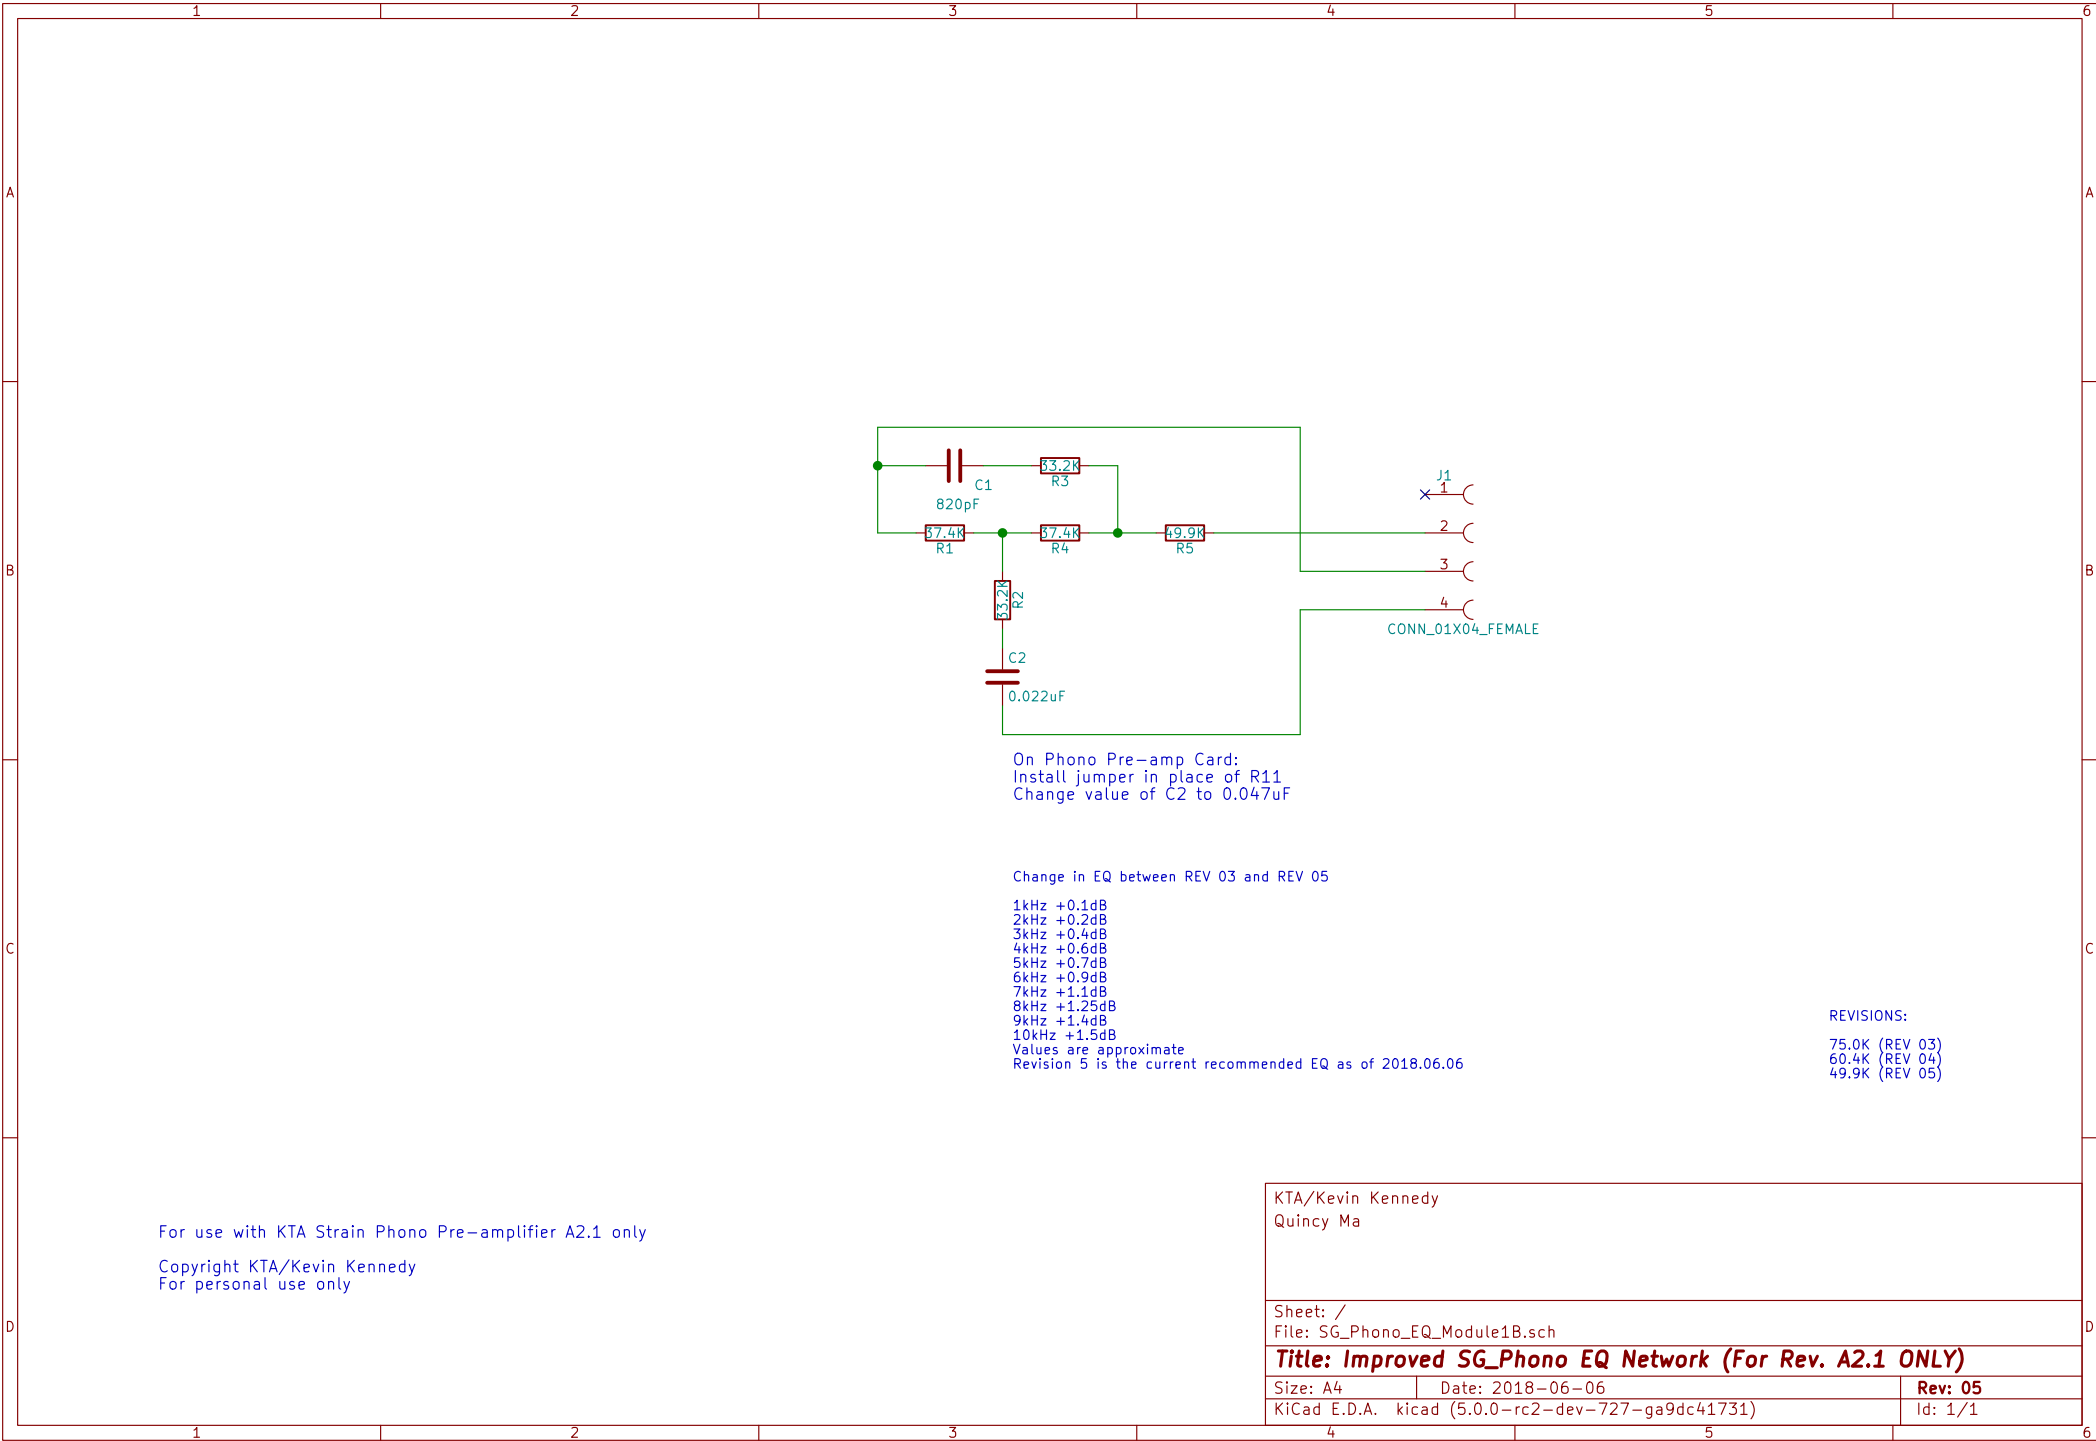 1 2 3 4 5 6
A A
J1
1
33.2K
R3
C1
820pF
2
37.4K 37.4K 49.9K
R1 R4 R5
3
B B
33.2K
R2
4
CONN_01X04_FEMALE
C2
0.022uF
On Phono Pre-amp Card:
Install jumper in place of R11
Change value of C2 to 0.047uF
Change in EQ between REV 03 and REV 05
1kHz +0.1dB
2kHz +0.2dB
3kHz +0.4dB
4kHz +0.6dB
5kHz +0.7dB
6kHz +0.9dB
7kHz +1.1dB
8kHz +1.25dB
9kHz +1.4dB
10kHz +1.5dB
Values are approximate
Revision 5 is the current recommended EQ as of 2018.06.06
C C
REVISIONS:
75.0K (REV 03)
60.4K (REV 04)
49.9K (REV 05)
For use with KTA Strain Phono Pre-amplifier A2.1 only
Copyright KTA/Kevin Kennedy
For personal use only
KTA/Kevin Kennedy
Quincy Ma
Sheet: /
File: SG_Phono_EQ_Module1B.sch
D D
Title: Improved SG_Phono EQ Network (For Rev. A2.1 ONLY)
Size: A4 Date: 2018-06-06 Rev: 05
KiCad E.D.A. kicad (5.0.0-rc2-dev-727-ga9dc41731) Id: 1/1
1 2 3 4 5 6